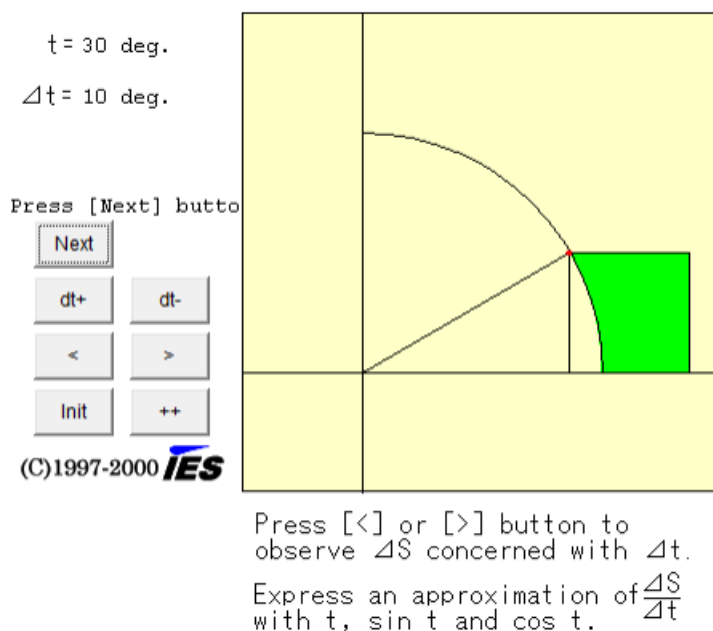 t= 30 deg.
⊿t= 10 deg.
Press [Next] butto
Next
dt+
dt-
<
>
Init
++
(C)1997-2000 IES
Press [<] or [>] button to
observe ⊿S concerned with ⊿t.
Express an approximation of ⊿S/⊿t
with t, sin t and cos t.